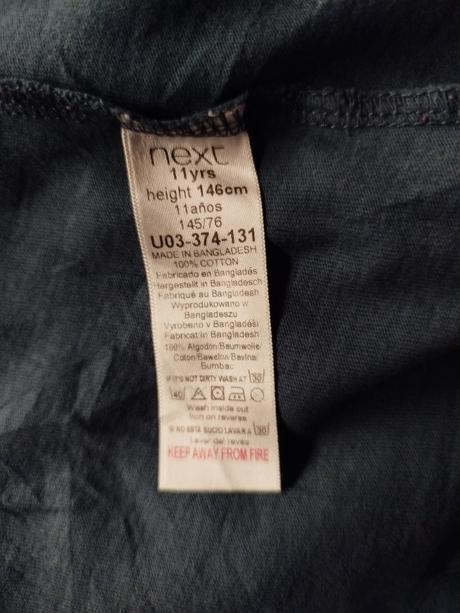 next
11yrs
height 146cm
11años
145/76
U03-374-131
MADE IN BANGLADESH
100% COTTON
Fabricado en Bangladés
Hergestellt in Bangladesch
Fabriqué au Bangladesh
Wyprodukowano w
Bangladeszu
Vyrobeno v Bangladéši
Fabricat în Bangladesh
100% Algodón/Baumwolle/
Coton/Bawełna/Bavlna/
Bumbac
IF IT'S NOT DIRTY WASH AT 30
40
Wash inside out
Iron on reverse
SI NO ESTÁ SUCIO LAVAR A 30
Lavar del revés
KEEP AWAY FROM FIRE